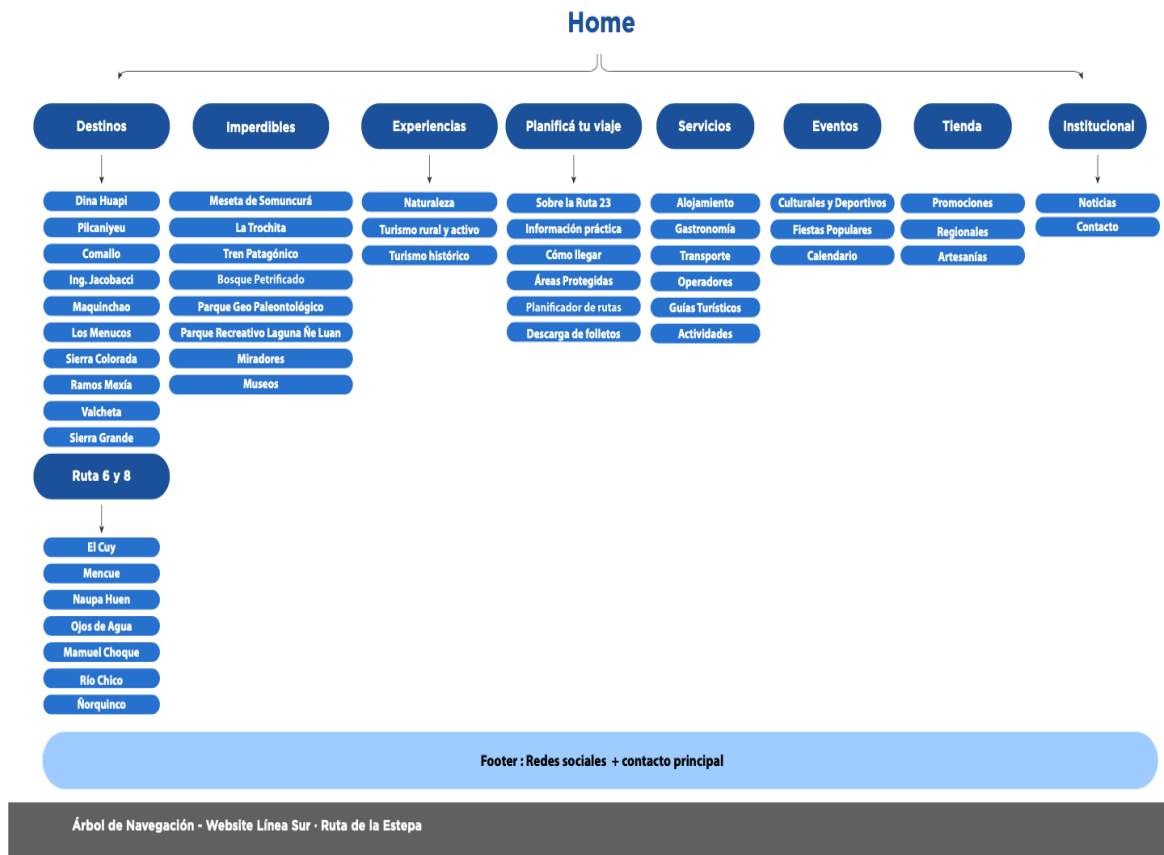 Home
Destinos
Imperdibles
Experiencias
Planificá tu viaje
Servicios
Eventos
Tienda
Institucional
Dina Huapi
Pilcaniyeu
Comallo
Ing. Jacobacci
Maquinchao
Los Menucos
Sierra Colorada
Ramos Mexía
Valcheta
Sierra Grande
Ruta 6 y 8
El Cuy
Mencue
Naupa Huen
Ojos de Agua
Mamuel Choque
Río Chico
Ñorquinco
Meseta de Somuncurá
La Trochita
Tren Patagónico
Bosque Petrificado
Parque Geo Paleontológico
Parque Recreativo Laguna Ñe Luan
Miradores
Museos
Naturaleza
Turismo rural y activo
Turismo histórico
Sobre la Ruta 23
Información práctica
Cómo llegar
Áreas Protegidas
Planificador de rutas
Descarga de folletos
Alojamiento
Gastronomía
Transporte
Operadores
Guías Turísticos
Actividades
Culturales y Deportivos
Fiestas Populares
Calendario
Promociones
Regionales
Artesanías
Noticias
Contacto
Footer : Redes sociales + contacto principal
Árbol de Navegación - Website Línea Sur · Ruta de la Estepa